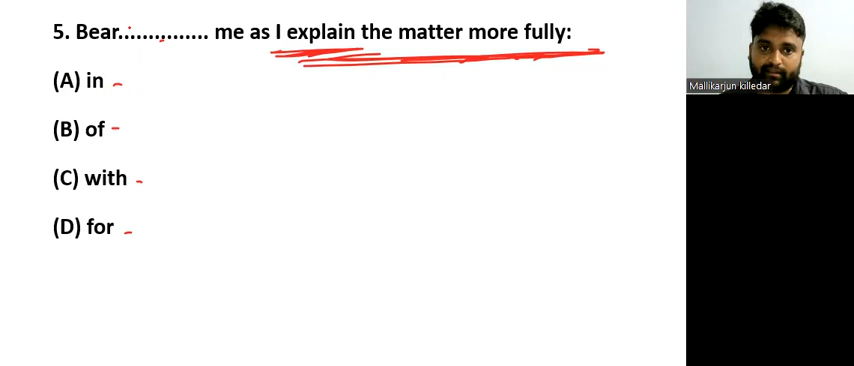 5. Bear............... me as I explain the matter more fully:
(A) in
(B) of
(C) with
(D) for
Mallikarjun killedar